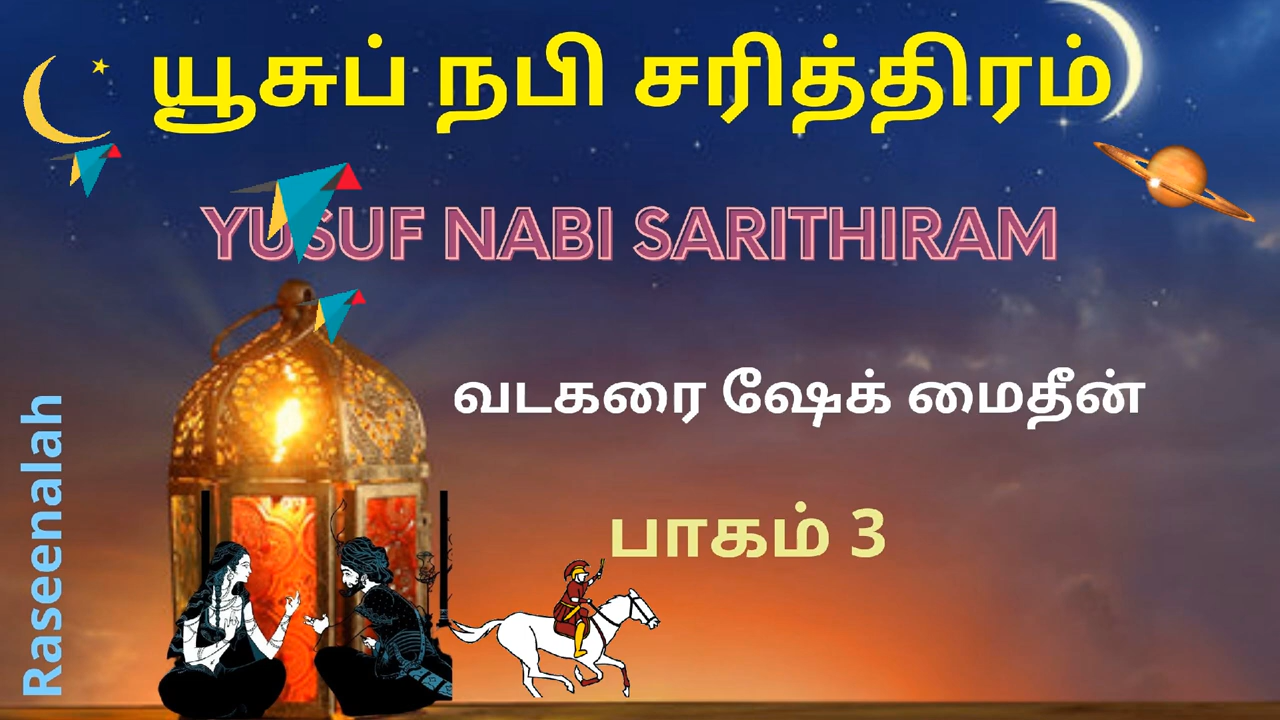 யூசுப் நபி சரித்திரம்
YUSUF NABI SARITHIRAM
வடகரை ஷேக் மைதீன்
பாகம் 3
Raseenalah